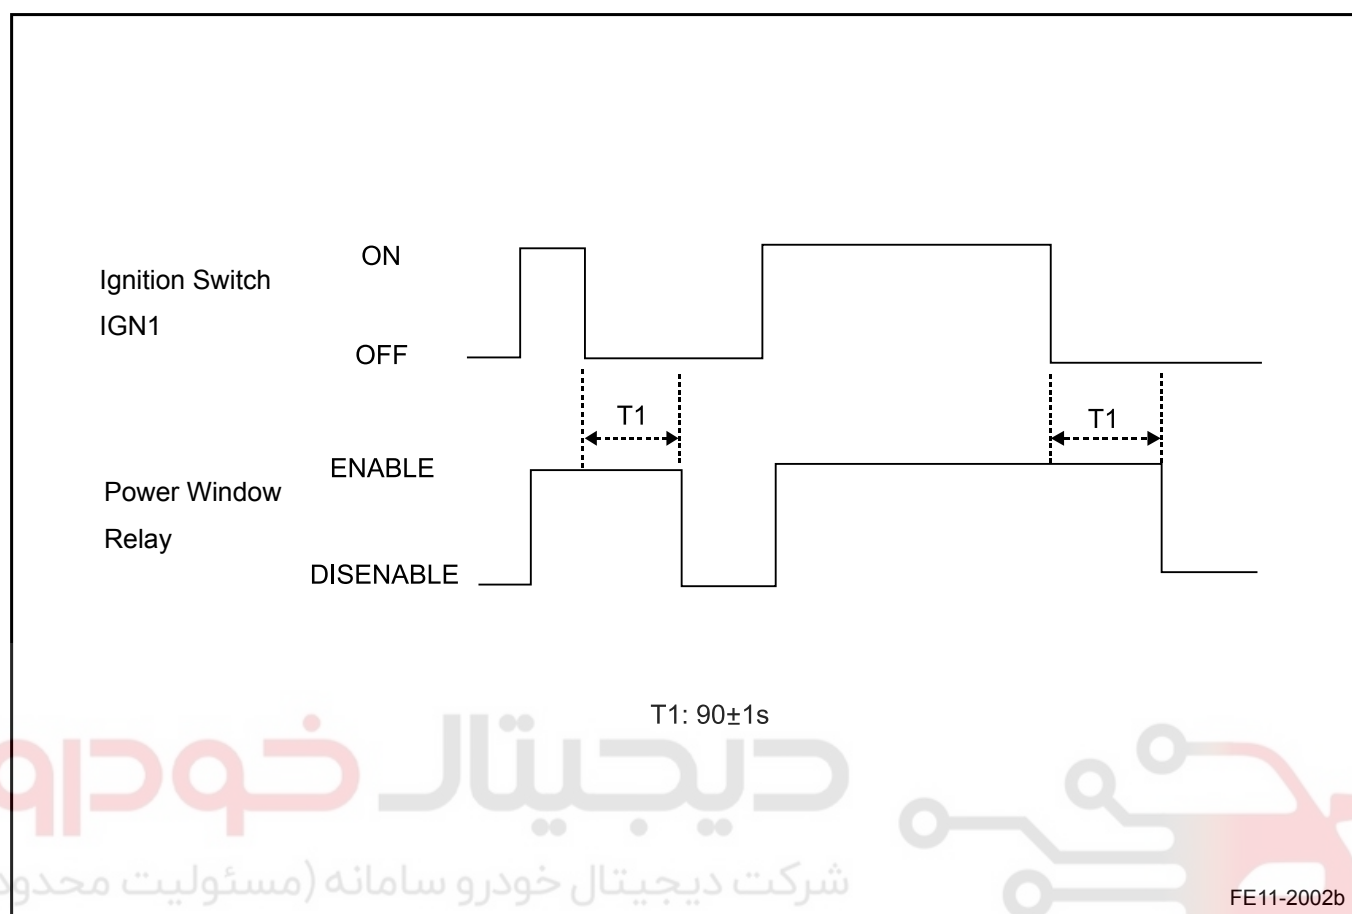 ON
Ignition Switch
IGN1
OFF
T1
T1
ENABLE
Power Window
Relay
DISENABLE
T1: 90±1s
دیجیتال خودرو
شرکت دیجیتال خودرو سامانه (مسئولیت محدود
FE11-2002b